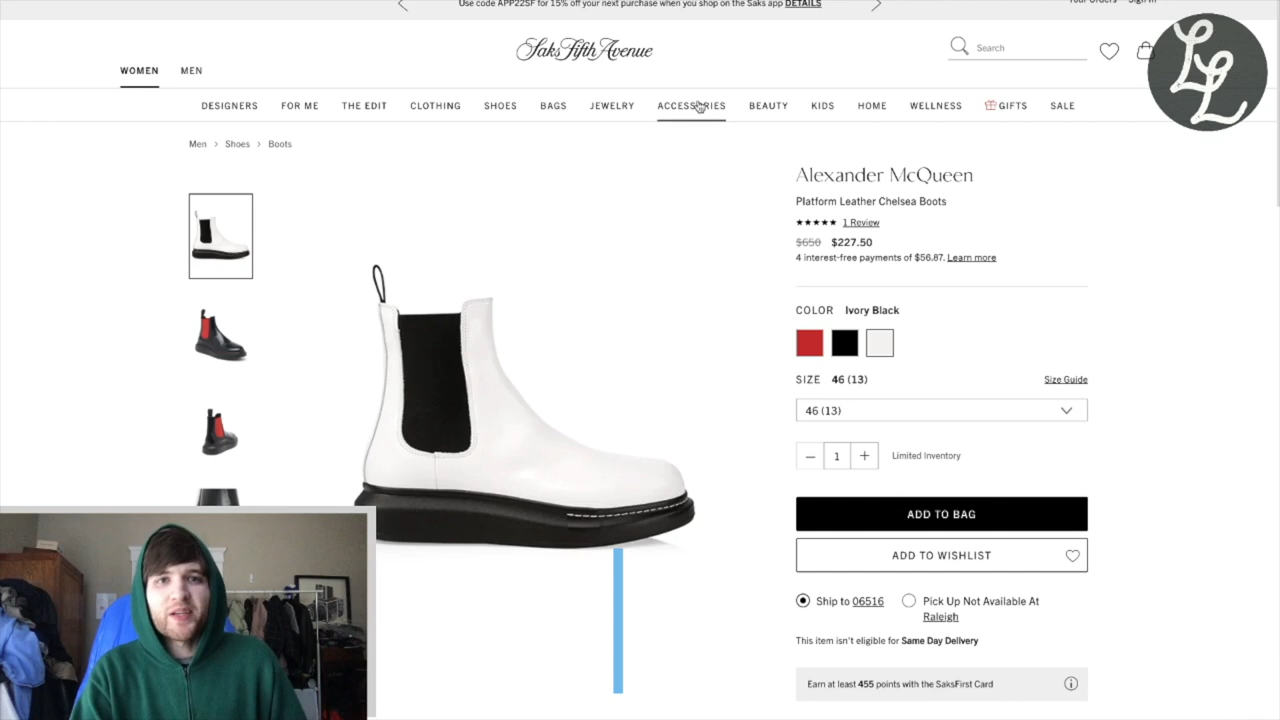 Use code APP22SF for 15% off your next purchase when you shop on the Saks app DETAILS
Your Orders Sign In
Saks Fifth Avenue
Search
LL
WOMEN MEN
DESIGNERS FOR ME THE EDIT CLOTHING SHOES BAGS JEWELRY ACCESSORIES BEAUTY KIDS HOME WELLNESS GIFTS SALE
Men > Shoes > Boots
Alexander McQueen
Platform Leather Chelsea Boots
★★★★★ 1 Review
$650 $227.50
4 interest-free payments of $56.87. Learn more
COLOR Ivory Black
SIZE 46 (13) Size Guide
46 (13)
– 1 + Limited Inventory
ADD TO BAG
ADD TO WISHLIST
Ship to 06516 Pick Up Not Available At
Raleigh
This item isn't eligible for Same Day Delivery
Earn at least 455 points with the SaksFirst Card